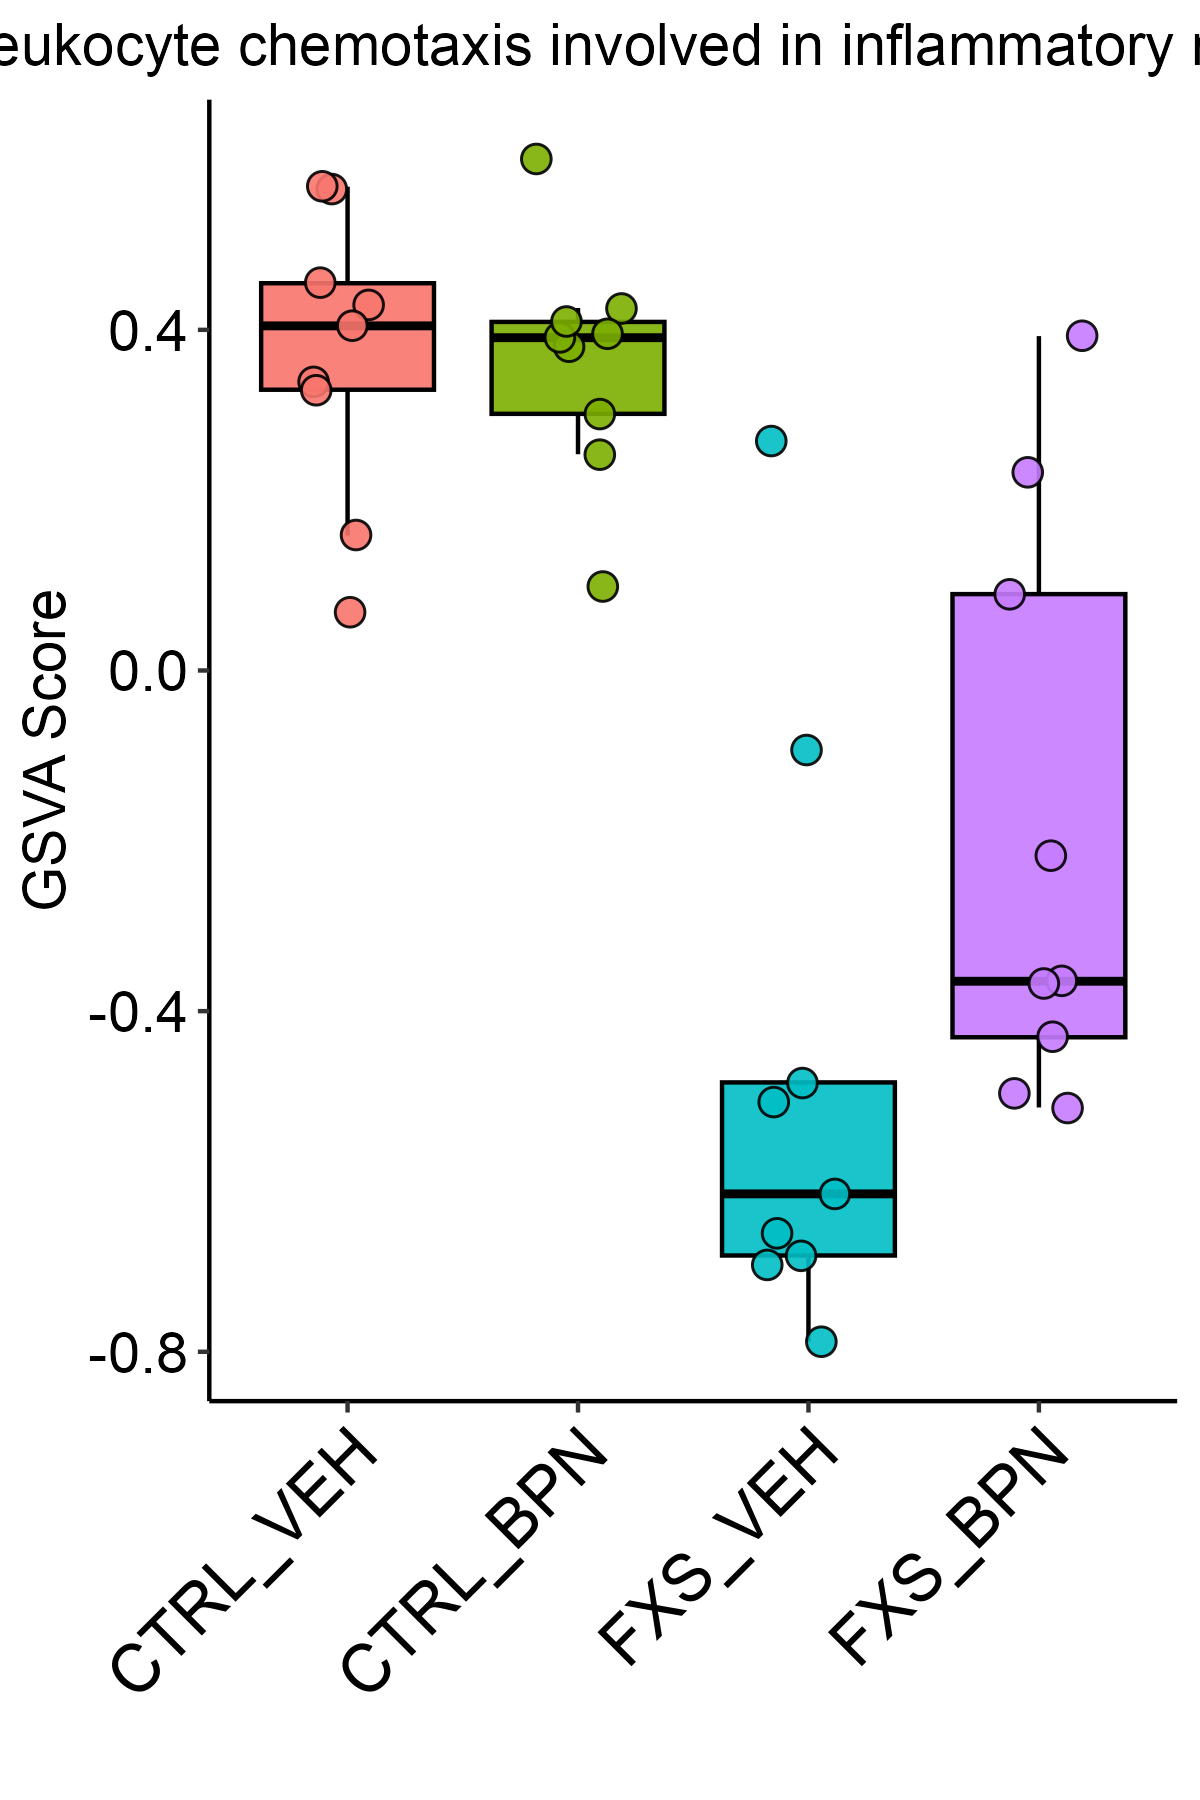 eukocyte chemotaxis involved in inflammatory
GSVA Score
0.4
0.0
-0.4
-0.8
CTRL_VEH
CTRL_BPN
FXS_VEH
FXS_BPN